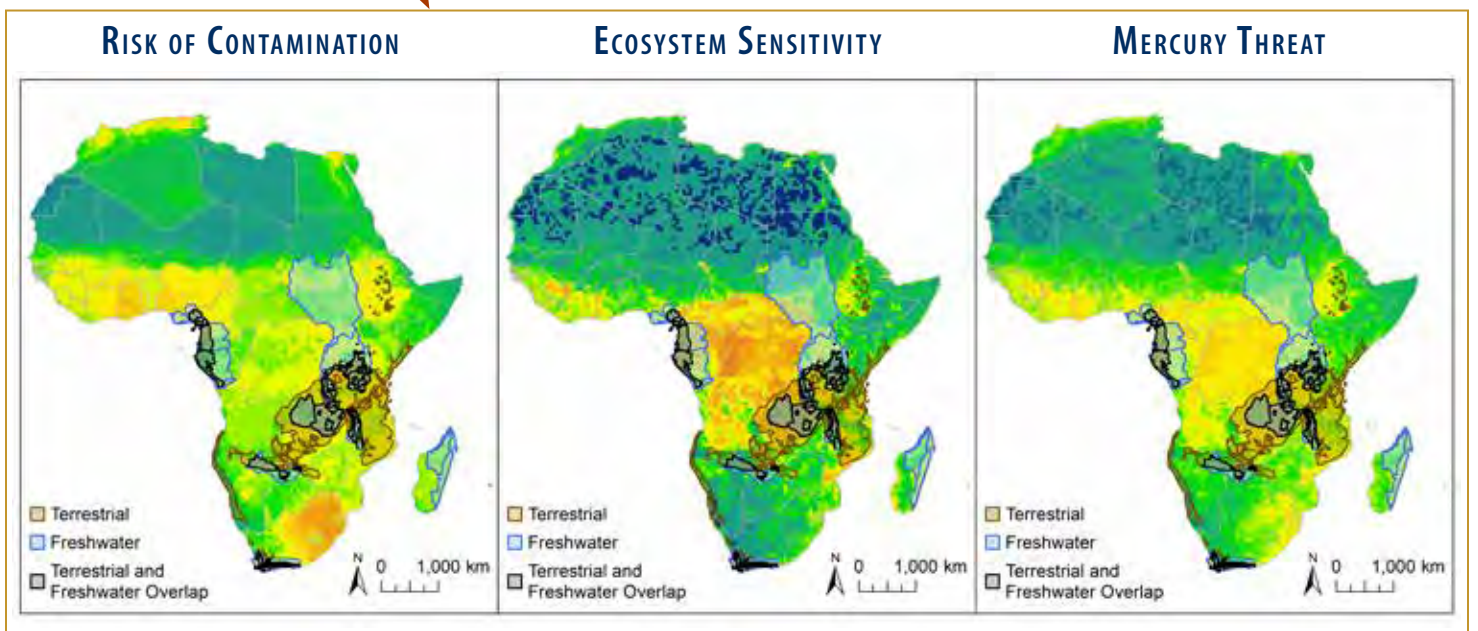 RISK OF CONTAMINATION
ECOSYSTEM SENSITIVITY
MERCURY THREAT
Terrestrial
Freshwater
Terrestrial and
Freshwater Overlap
N
0 1,000 km
Terrestrial
Freshwater
Terrestrial and
Freshwater Overlap
N
0 1,000 km
Terrestrial
Freshwater
Terrestrial and
Freshwater Overlap
N
0 1,000 km